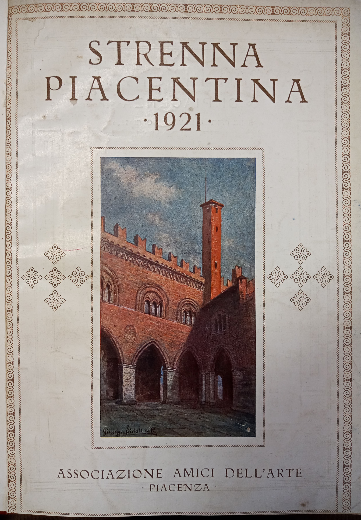 STRENNA
PIACENTINA
·1921·
ASSOCIAZIONE AMICI DELL'ARTE
PIACENZA